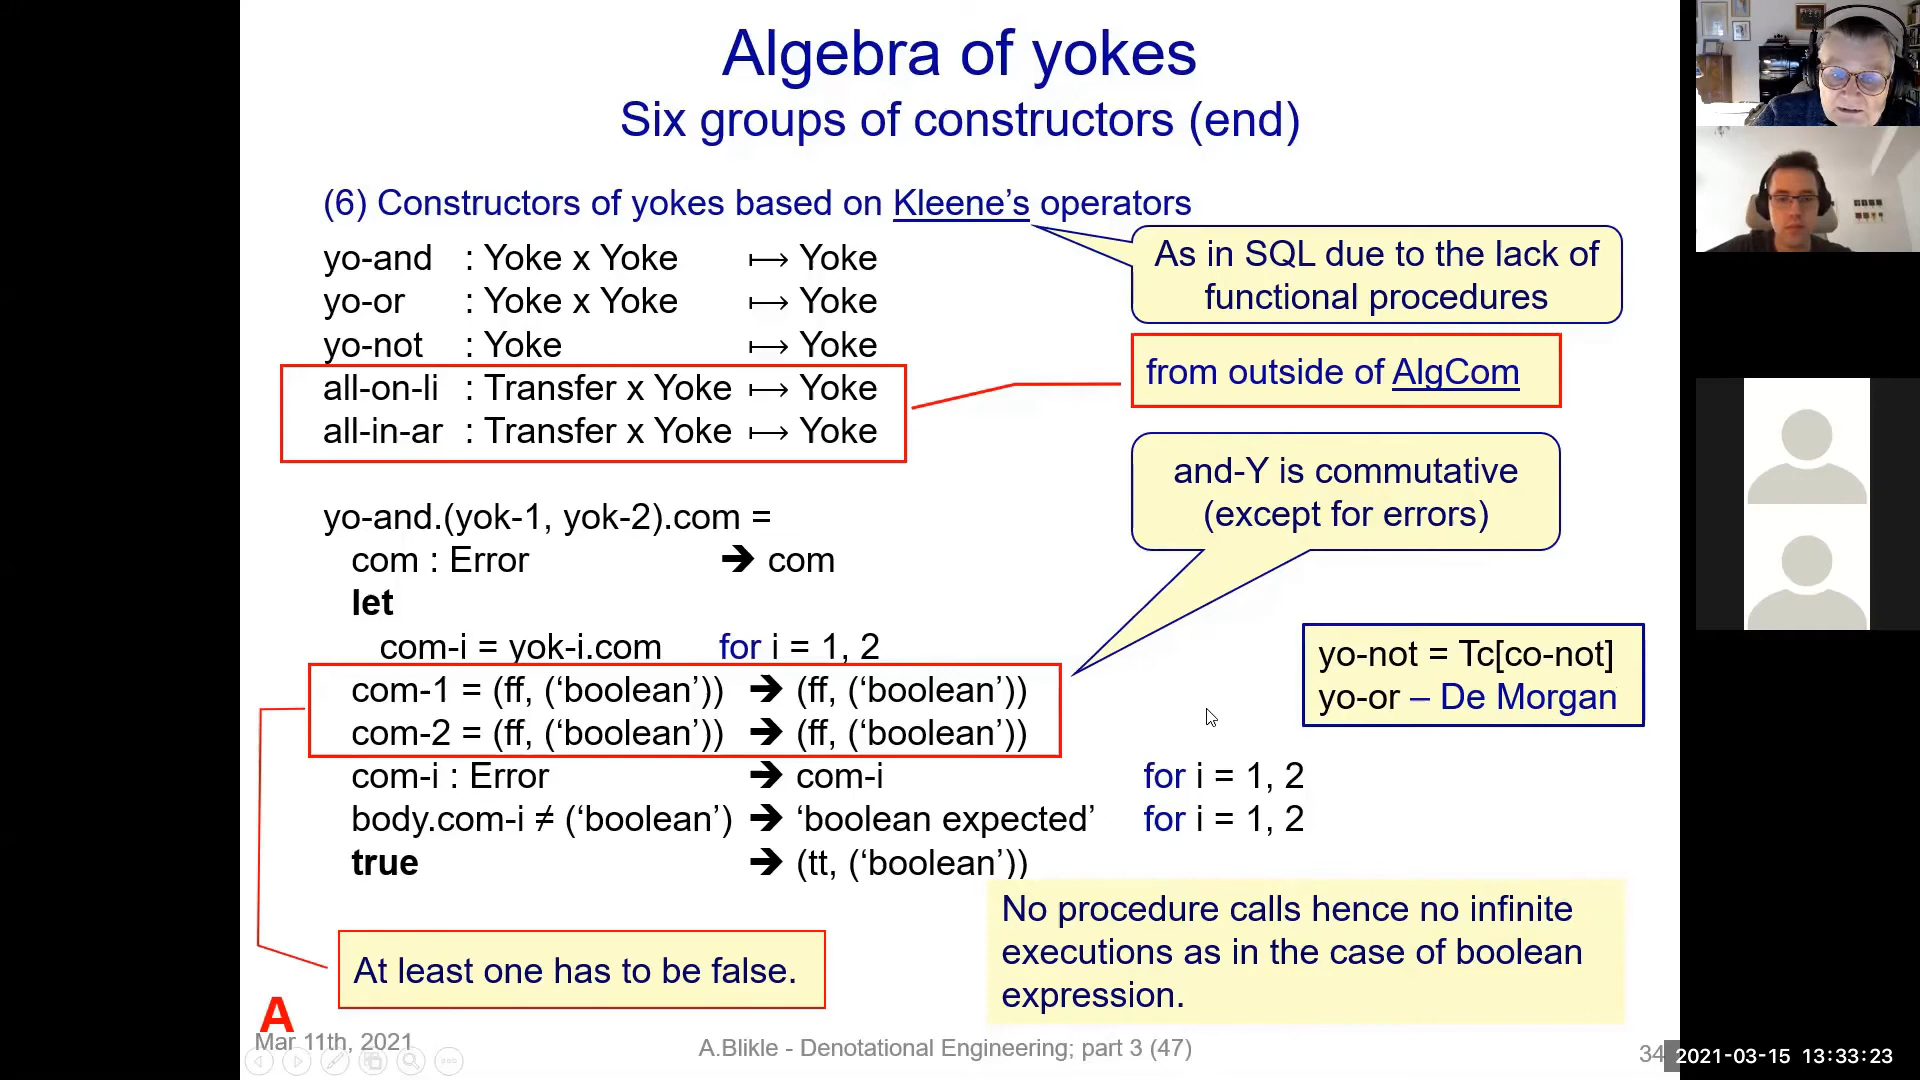 Algebra of yokes
Six groups of constructors (end)
(6) Constructors of yokes based on Kleene’s operators
yo-and : Yoke x Yoke ⟼ Yoke
yo-or : Yoke x Yoke ⟼ Yoke
yo-not : Yoke ⟼ Yoke
all-on-li : Transfer x Yoke ⟼ Yoke
all-in-ar : Transfer x Yoke ⟼ Yoke
As in SQL due to the lack of
functional procedures
from outside of AlgCom
and-Y is commutative
(except for errors)
yo-and.(yok-1, yok-2).com =
com : Error ➔ com
let
com-i = yok-i.com for i = 1, 2
com-1 = (ff, (‘boolean’)) ➔ (ff, (‘boolean’))
com-2 = (ff, (‘boolean’)) ➔ (ff, (‘boolean’))
com-i : Error ➔ com-i for i = 1, 2
body.com-i ≠ (‘boolean’) ➔ ‘boolean expected’ for i = 1, 2
true ➔ (tt, (‘boolean’))
yo-not = Tc[co-not]
yo-or – De Morgan
At least one has to be false.
No procedure calls hence no infinite
executions as in the case of boolean
expression.
A
Mar 11th, 2021
A.Blikle - Denotational Engineering; part 3 (47)
34
2021-03-15 13:33:23